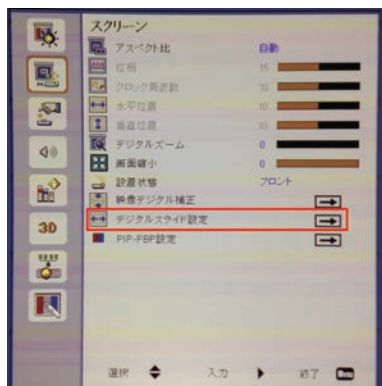 スクリーン
アスペクト比 自動
位相 15
クロック周波数 10
水平位置 10
垂直位置 10
デジタルズーム 0
画面縮小 0
設置状態 フロント
映像デジタル補正
デジタルスライド設定
3D
PIP-PBP設定
選択 入力 終了 Menu